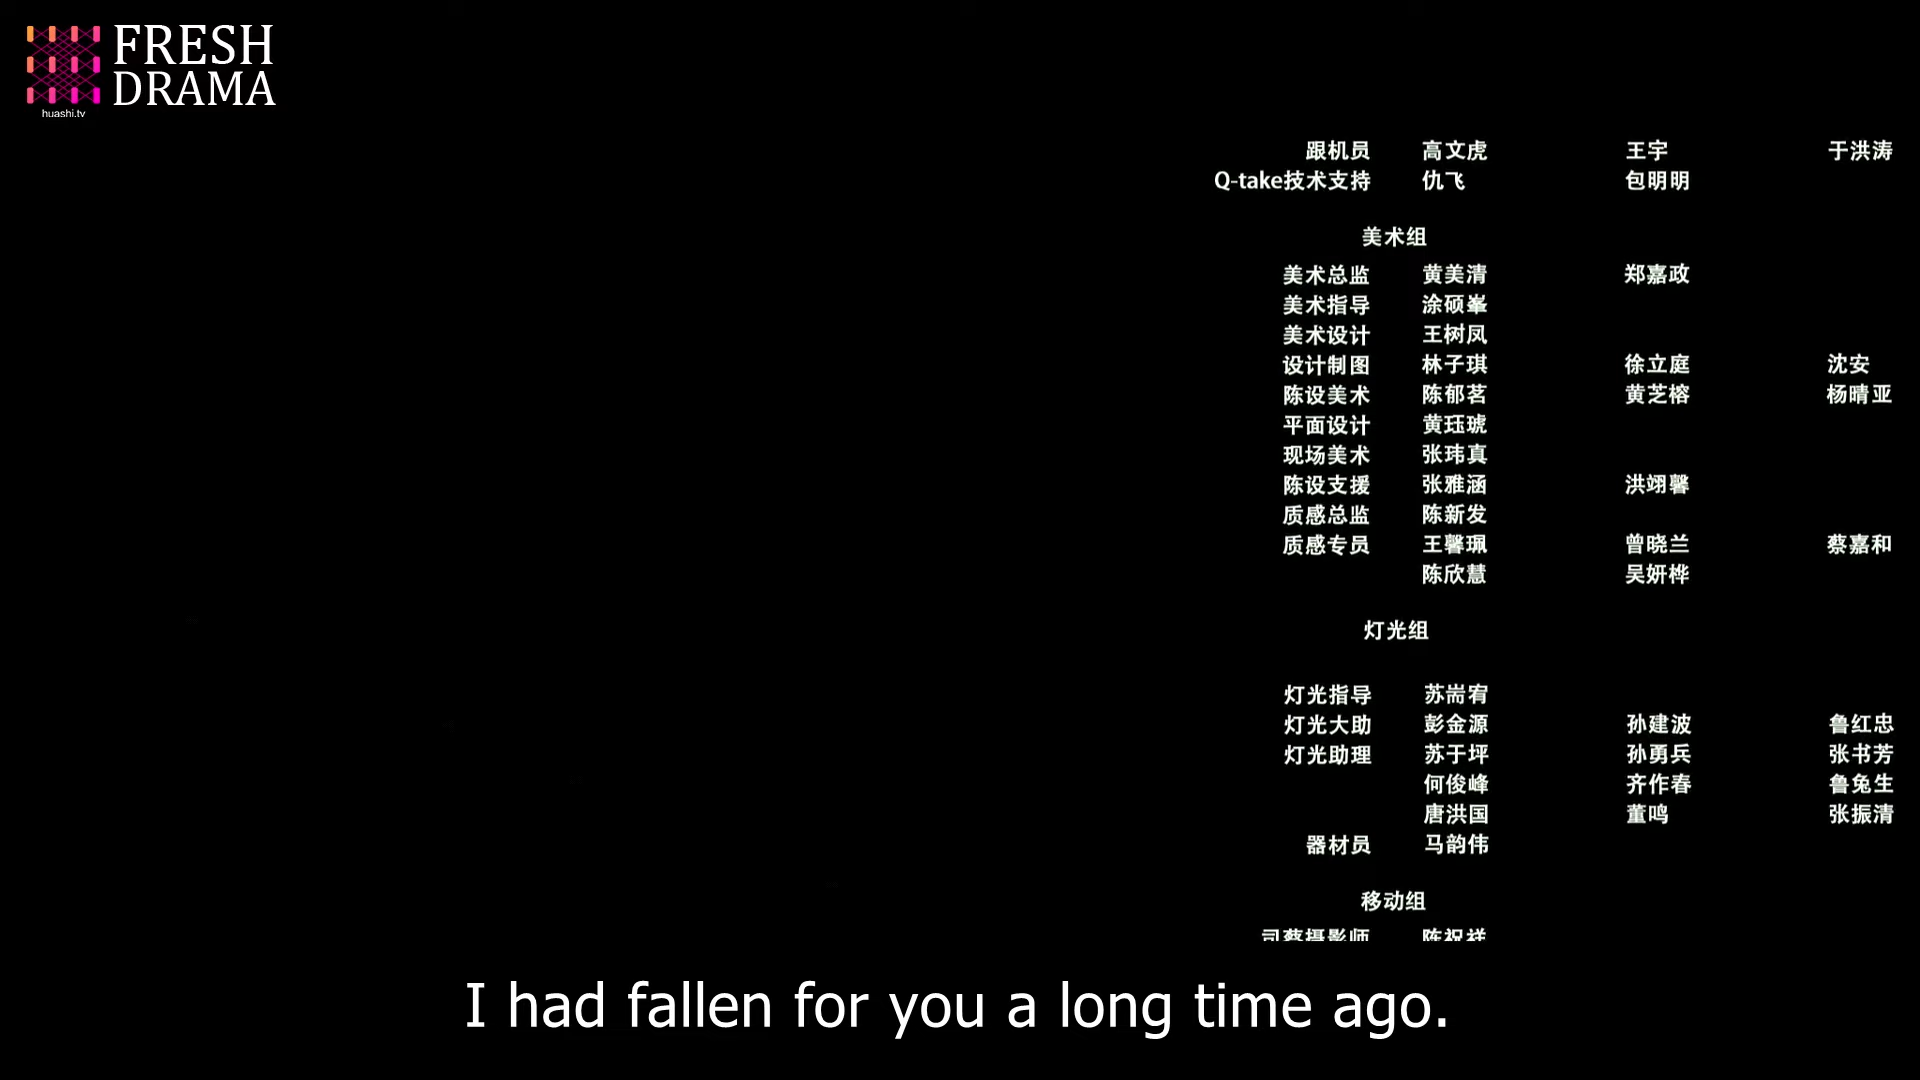 FRESH
DRAMA
huashi.tv
跟机员 高文虎 王宇 于洪涛
Q-take技术支持 仇飞 包明明
美术组
美术总监 黄美清 郑嘉政
美术指导 涂硕峯
美术设计 王树凤
设计制图 林子琪 徐立庭 沈安
陈设美术 陈郁茗 黄芝榕 杨晴亚
平面设计 黄珏琥
现场美术 张玮真
陈设支援 张雅涵 洪翊馨
质感总监 陈新发
质感专员 王馨珮 曾晓兰 蔡嘉和
陈欣慧 吴妍桦
灯光组
灯光指导 苏耑宥
灯光大助 彭金源 孙建波 鲁红忠
灯光助理 苏于坪 孙勇兵 张书芳
何俊峰 齐作春 鲁兔生
唐洪国 董鸣 张振清
器材员 马韵伟
移动组
司蔡摄影师 陈祝祥
I had fallen for you a long time ago.